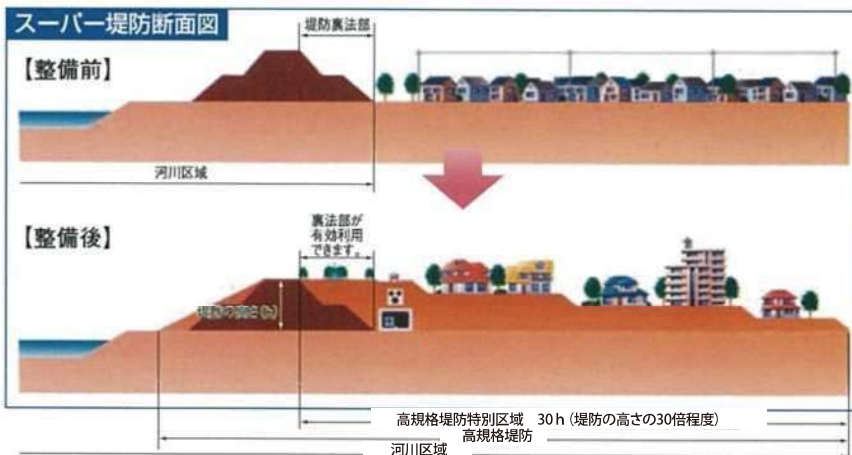 スーパー堤防断面図
堤防裏法部
【整備前】
河川区域
【整備後】
裏法部が
有効利用
できます。
堤防の高さ(h)
高規格堤防特別区域　30h（堤防の高さの30倍程度）
高規格堤防
河川区域